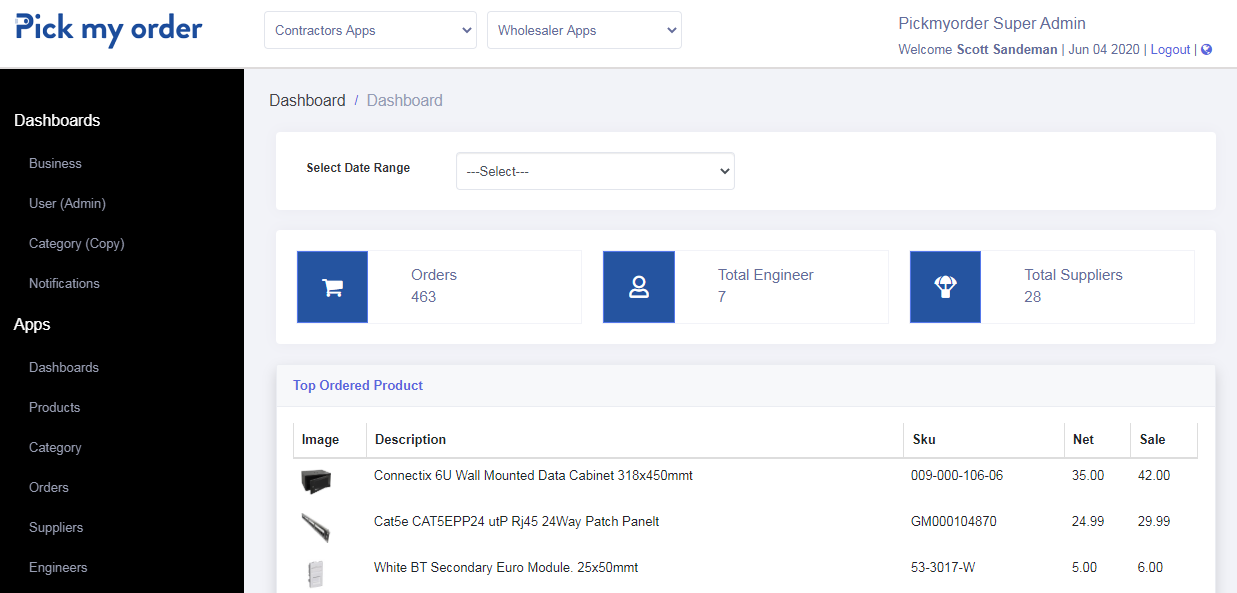 Pick my order
Contractors Apps
Wholesaler Apps
Pickmyorder Super Admin
Welcome Scott Sandeman | Jun 04 2020 | Logout |
Dashboards
Business
User (Admin)
Category (Copy)
Notifications
Apps
Dashboards
Products
Category
Orders
Suppliers
Engineers
Dashboard / Dashboard
Select Date Range
---Select---
Orders
463
Total Engineer
7
Total Suppliers
28
Top Ordered Product
Image Description Sku Net Sale
Connectix 6U Wall Mounted Data Cabinet 318x450mmt 009-000-106-06 35.00 42.00
Cat5e CAT5EPP24 utP Rj45 24Way Patch Panelt GM000104870 24.99 29.99
White BT Secondary Euro Module. 25x50mmt 53-3017-W 5.00 6.00